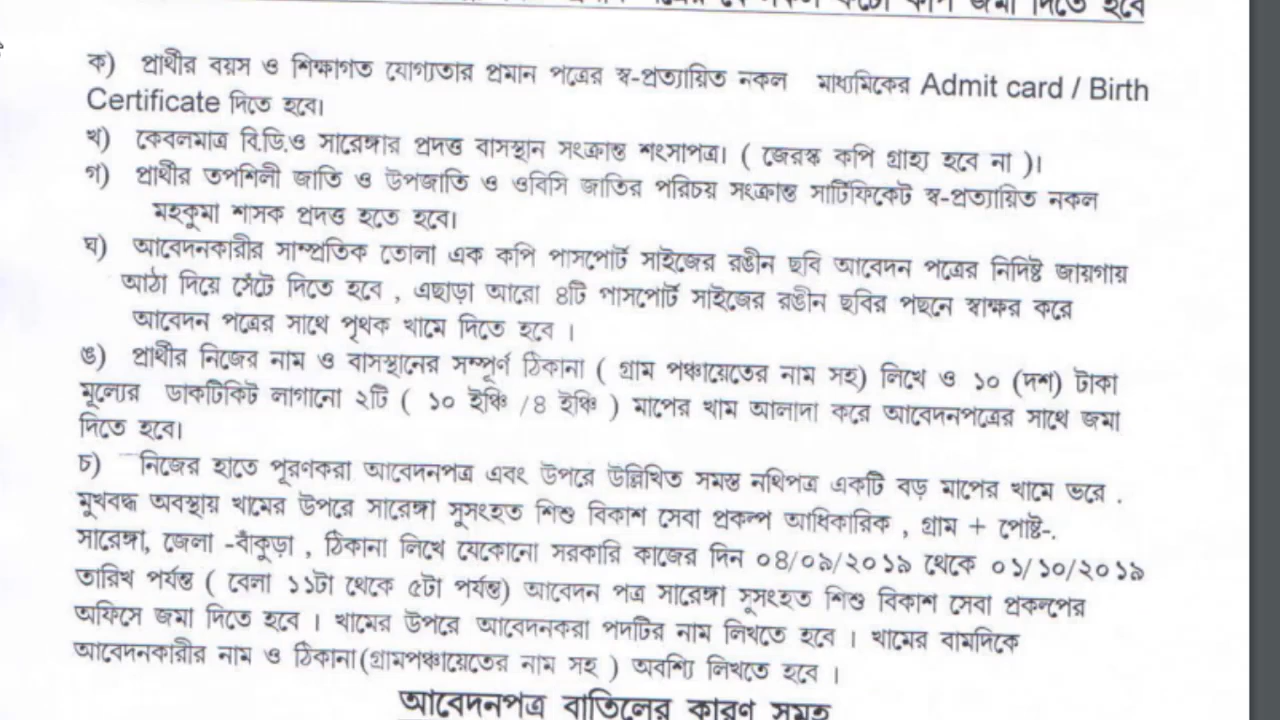 কপি জমা দিতে হবে
ক) প্রার্থীর বয়স ও শিক্ষাগত যোগ্যতার প্রমান পত্রের স্ব-প্রত্যায়িত নকল মাধ্যমিকের Admit card / Birth
Certificate দিতে হবে।
খ) কেবলমাত্র বি.ডি.ও সারেঙ্গার প্রদত্ত বাসস্থান সংক্রান্ত শংসাপত্র। ( জেরক্স কপি গ্রাহ্য হবে না )।
গ) প্রার্থীর তপশিলী জাতি ও উপজাতি ও ওবিসি জাতির পরিচয় সংক্রান্ত সার্টিফিকেট স্ব-প্রত্যায়িত নকল
মহকুমা শাসক প্রদত্ত হতে হবে।
ঘ) আবেদনকারীর সাম্প্রতিক তোলা এক কপি পাসপোর্ট সাইজের রঙীন ছবি আবেদন পত্রের নির্দিষ্ট জায়গায়
আঠা দিয়ে সেঁটে দিতে হবে , এছাড়া আরো ৪টি পাসপোর্ট সাইজের রঙীন ছবির পছনে স্বাক্ষর করে
আবেদন পত্রের সাথে পৃথক খামে দিতে হবে ।
ঙ) প্রার্থীর নিজের নাম ও বাসস্থানের সম্পূর্ণ ঠিকানা ( গ্রাম পঞ্চায়েতের নাম সহ) লিখে ও ১০ (দশ) টাকা
মূল্যের ডাকটিকিট লাগানো ২টি ( ১০ ইঞ্চি /৪ ইঞ্চি ) মাপের খাম আলাদা করে আবেদনপত্রের সাথে জমা
দিতে হবে।
চ) নিজের হাতে পূরণকরা আবেদনপত্র এবং উপরে উল্লিখিত সমস্ত নথিপত্র একটি বড় মাপের খামে ভরে .
মুখবন্ধ অবস্থায় খামের উপরে সারেঙ্গা সুসংহত শিশু বিকাশ সেবা প্রকল্প আধিকারিক , গ্রাম + পোষ্ট-.
সারেঙ্গা, জেলা -বাঁকুড়া , ঠিকানা লিখে যেকোনো সরকারি কাজের দিন ০৪/০৯/২০১৯ থেকে ০১/১০/২০১৯
তারিখ পর্যন্ত ( বেলা ১১টা থেকে ৫টা পর্যন্ত) আবেদন পত্র সারেঙ্গা সুসংহত শিশু বিকাশ সেবা প্রকল্পের
অফিসে জমা দিতে হবে । খামের উপরে আবেদনকরা পদটির নাম লিখতে হবে । খামের বামদিকে
আবেদনকারীর নাম ও ঠিকানা(গ্রামপঞ্চায়েতের নাম সহ ) অবশ্যি লিখতে হবে ।
আবেদনপত্র বাতিলের কারণ সমূহ